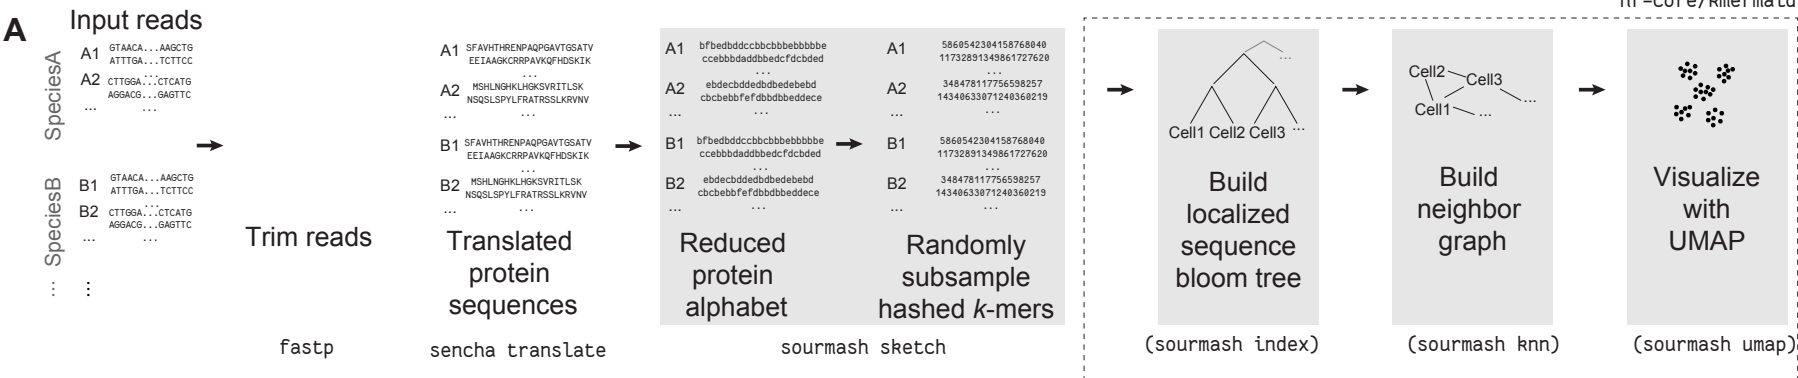 nf-core/kmermaid
A
Input reads
SpeciesA
A1
GTAACA...AAGCTG
ATTTGA...TCTTCC
...
A2
CTTGGA...CTCATG
AGGACG...GAGTTC
...
...
SpeciesB
B1
GTAACA...AAGCTG
ATTTGA...TCTTCC
...
B2
CTTGGA...CTCATG
AGGACG...GAGTTC
...
...
...
...
Trim reads
fastp
A1
SFAVHTHRENPAQPGAVTGSATV
EEIAAGKCRRPAVKQFHDSKIK
...
A2
MSHLNGHKLHGKSVRITLSK
NSQSLSPYLFRATRSSLKRVNV
...
...
B1
SFAVHTHRENPAQPGAVTGSATV
EEIAAGKCRRPAVKQFHDSKIK
...
B2
MSHLNGHKLHGKSVRITLSK
NSQSLSPYLFRATRSSLKRVNV
...
...
Translated
protein
sequences
sencha translate
A1
bfbedbddccbbcbbbebbbbbe
ccebbbdaddbbedcfdcbded
...
A2
ebdecbddedbdbedebebd
cbcbebbfefdbbdbbeddece
...
...
B1
bfbedbddccbbcbbbebbbbbe
ccebbbdaddbbedcfdcbded
...
B2
ebdecbddedbdbedebebd
cbcbebbfefdbbdbbeddece
...
...
Reduced
protein
alphabet
A1
5860542304158768040
11732891349861727620
...
A2
348478117756598257
14340633071240360219
...
...
B1
5860542304158768040
11732891349861727620
...
B2
348478117756598257
14340633071240360219
...
...
Randomly
subsample
hashed k-mers
sourmash sketch
...
Cell1 Cell2 Cell3 ...
Build
localized
sequence
bloom tree
(sourmash index)
Cell2
Cell3
Cell1
...
...
Build
neighbor
graph
(sourmash knn)
Visualize
with
UMAP
(sourmash umap)